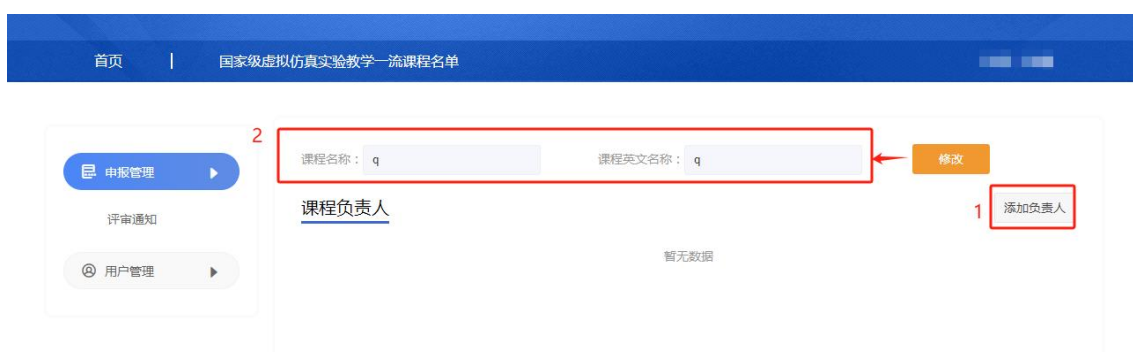 首页 | 国家级虚拟仿真实验教学一流课程名单
2
课程名称： q 课程英文名称： q 修改
申报管理
课程负责人
1 添加负责人
评审通知
暂无数据
用户管理